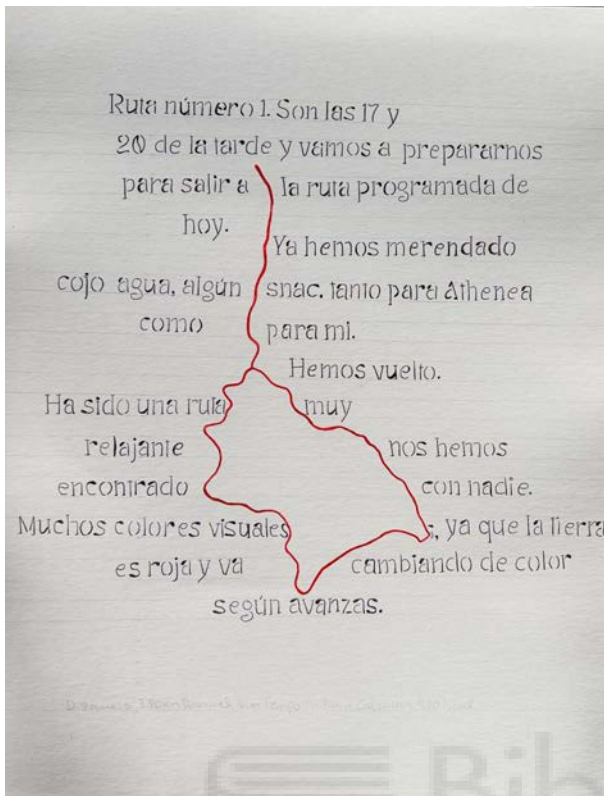 Ruta número 1. Son las 17 y
20 de la tarde y vamos a prepararnos
para salir a la ruta programada de
hoy.
Ya hemos merendado
cojo agua, algún snac. tanto para Athenea
como para mi.
Hemos vuelto.
Ha sido una ruta muy
relajante nos hemos
encontrado con nadie.
Muchos colores visuales, ya que la tierra
es roja y va cambiando de color
según avanzas.
Bib